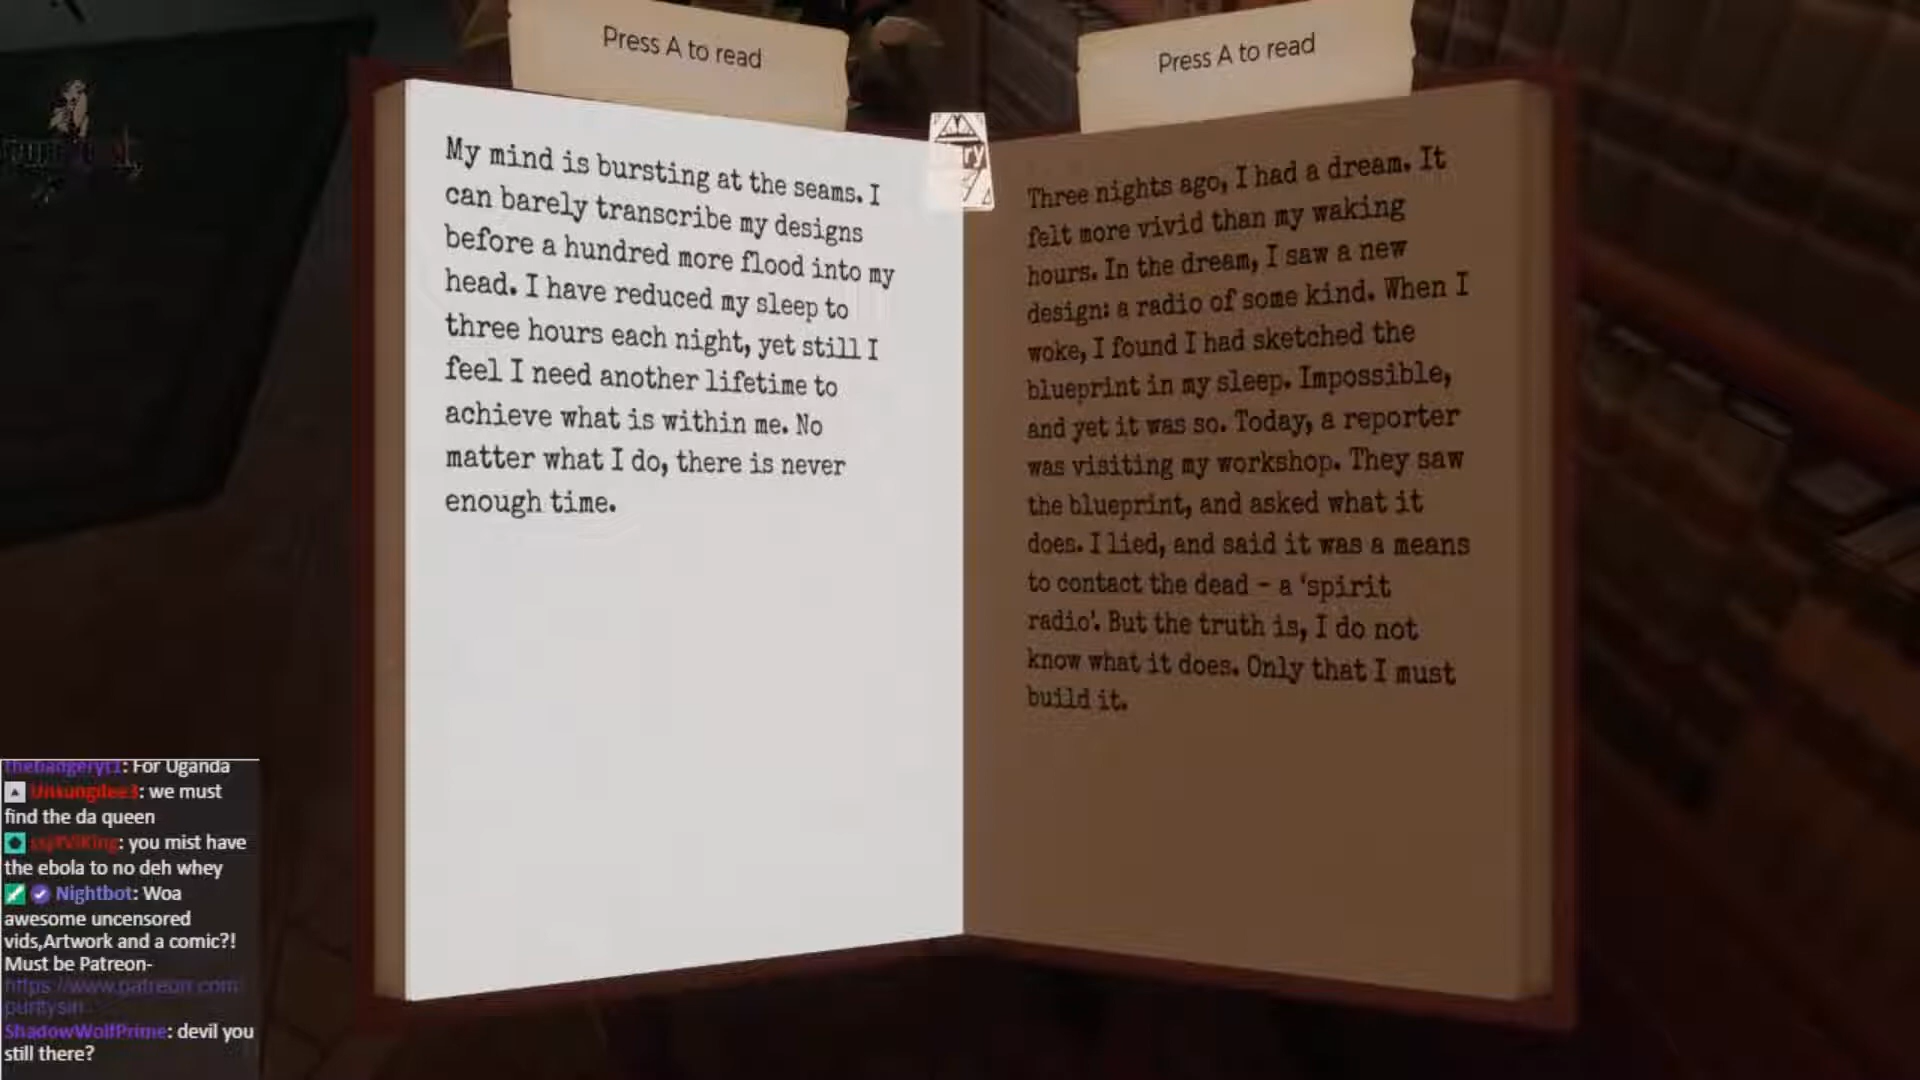 Press A to read
Press A to read
My mind is bursting at the seams. I
can barely transcribe my designs
before a hundred more flood into my
head. I have reduced my sleep to
three hours each night, yet still I
feel I need another lifetime to
achieve what is within me. No
matter what I do, there is never
enough time.
Three nights ago, I had a dream. It
felt more vivid than my waking
hours. In the dream, I saw a new
design: a radio of some kind. When I
woke, I found I had sketched the
blueprint in my sleep. Impossible,
and yet it was so. Today, a reporter
was visiting my workshop. They saw
the blueprint, and asked what it
does. I lied, and said it was a means
to contact the dead – a 'spirit
radio'. But the truth is, I do not
know what it does. Only that I must
build it.
thebadgeryt1: For Uganda
Unsungdee3: we must
find the da queen
: you mist have
the ebola to no deh whey
Nightbot: Woa
awesome uncensored
vids,Artwork and a comic?!
Must be Patreon-
https://www.patreon.com/
puritysin
ShadowWolfPrime: devil you
still there?